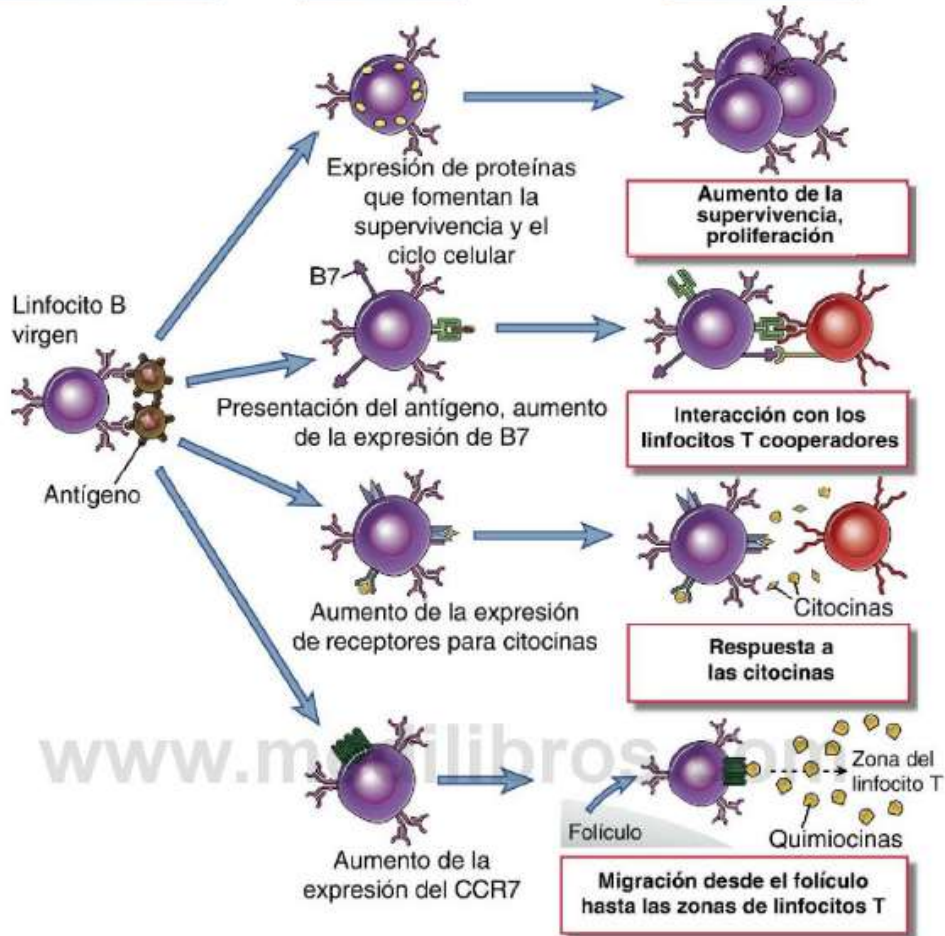 Expresión de proteínas
que fomentan la
supervivencia y el
ciclo celular
Aumento de la
supervivencia,
proliferación
Linfocito B
virgen
Antígeno
B7
Presentación del antígeno, aumento
de la expresión de B7
Interacción con los
linfocitos T cooperadores
Aumento de la expresión
de receptores para citocinas
Citocinas
Respuesta a
las citocinas
Aumento de la
expresión del CCR7
Folículo
Zona del
linfocito T
Quimiocinas
Migración desde el folículo
hasta las zonas de linfocitos T